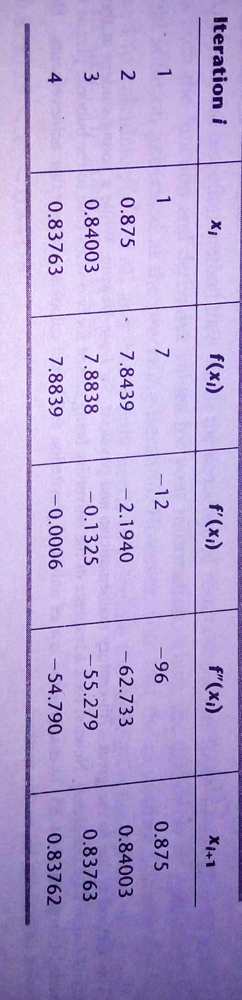 Iteration i x_i f(x_i) f′(x_i) f″(x_i) x_{i+1}
1 1 7 −12 −96 0.875
2 0.875 7.8439 −2.1940 −62.733 0.84003
3 0.84003 7.8838 −0.1325 −55.279 0.83763
4 0.83763 7.8839 −0.0006 −54.790 0.83762